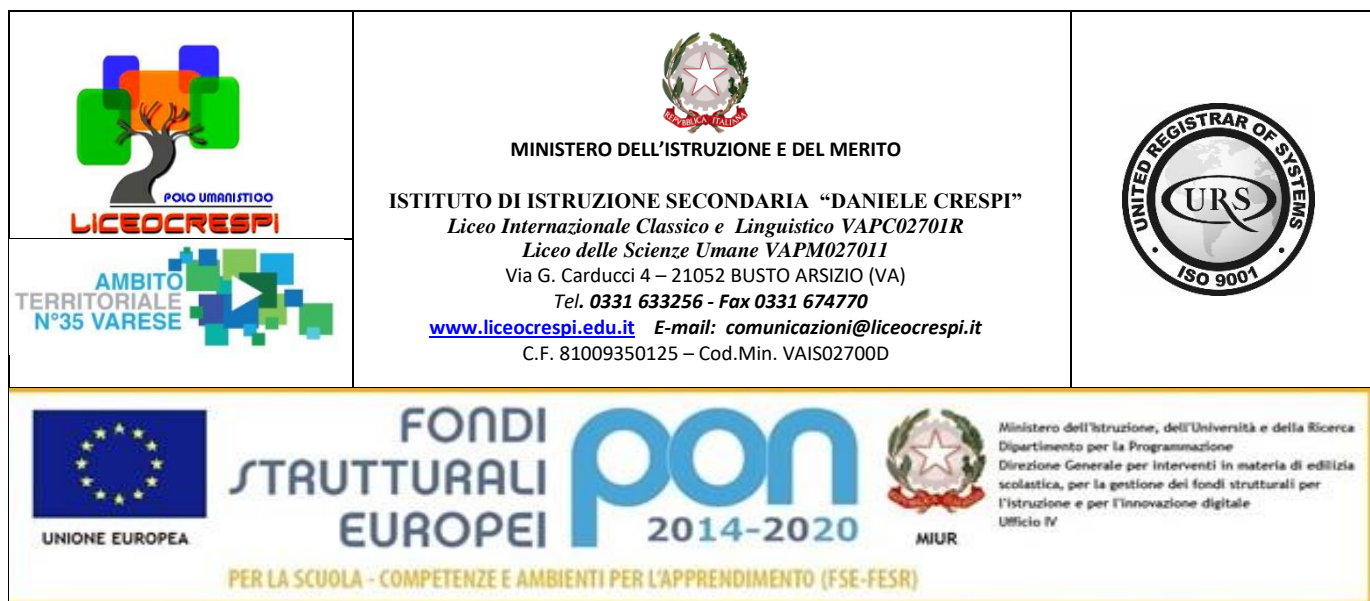 POLO UMANISTICO
LICEOCRESPI
AMBITO
TERRITORIALE
N°35 VARESE
REPVBBLICA ITALIANA
MINISTERO DELL'ISTRUZIONE E DEL MERITO
ISTITUTO DI ISTRUZIONE SECONDARIA “DANIELE CRESPI”
Liceo Internazionale Classico e Linguistico VAPC02701R
Liceo delle Scienze Umane VAPM027011
Via G. Carducci 4 – 21052 BUSTO ARSIZIO (VA)
Tel. 0331 633256 - Fax 0331 674770
www.liceocrespi.edu.it E-mail: comunicazioni@liceocrespi.it
C.F. 81009350125 – Cod.Min. VAIS02700D
UNITED REGISTRAR OF SYSTEMS
URS
ISO 9001
UNIONE EUROPEA
FONDI
STRUTTURALI
EUROPEI
pon
2014-2020
MIUR
Ministero dell'Istruzione, dell'Università e della Ricerca
Dipartimento per la Programmazione
Direzione Generale per interventi in materia di edilizia
scolastica, per la gestione dei fondi strutturali per
l'istruzione e per l'innovazione digitale
Ufficio IV
PER LA SCUOLA - COMPETENZE E AMBIENTI PER L'APPRENDIMENTO (FSE-FESR)